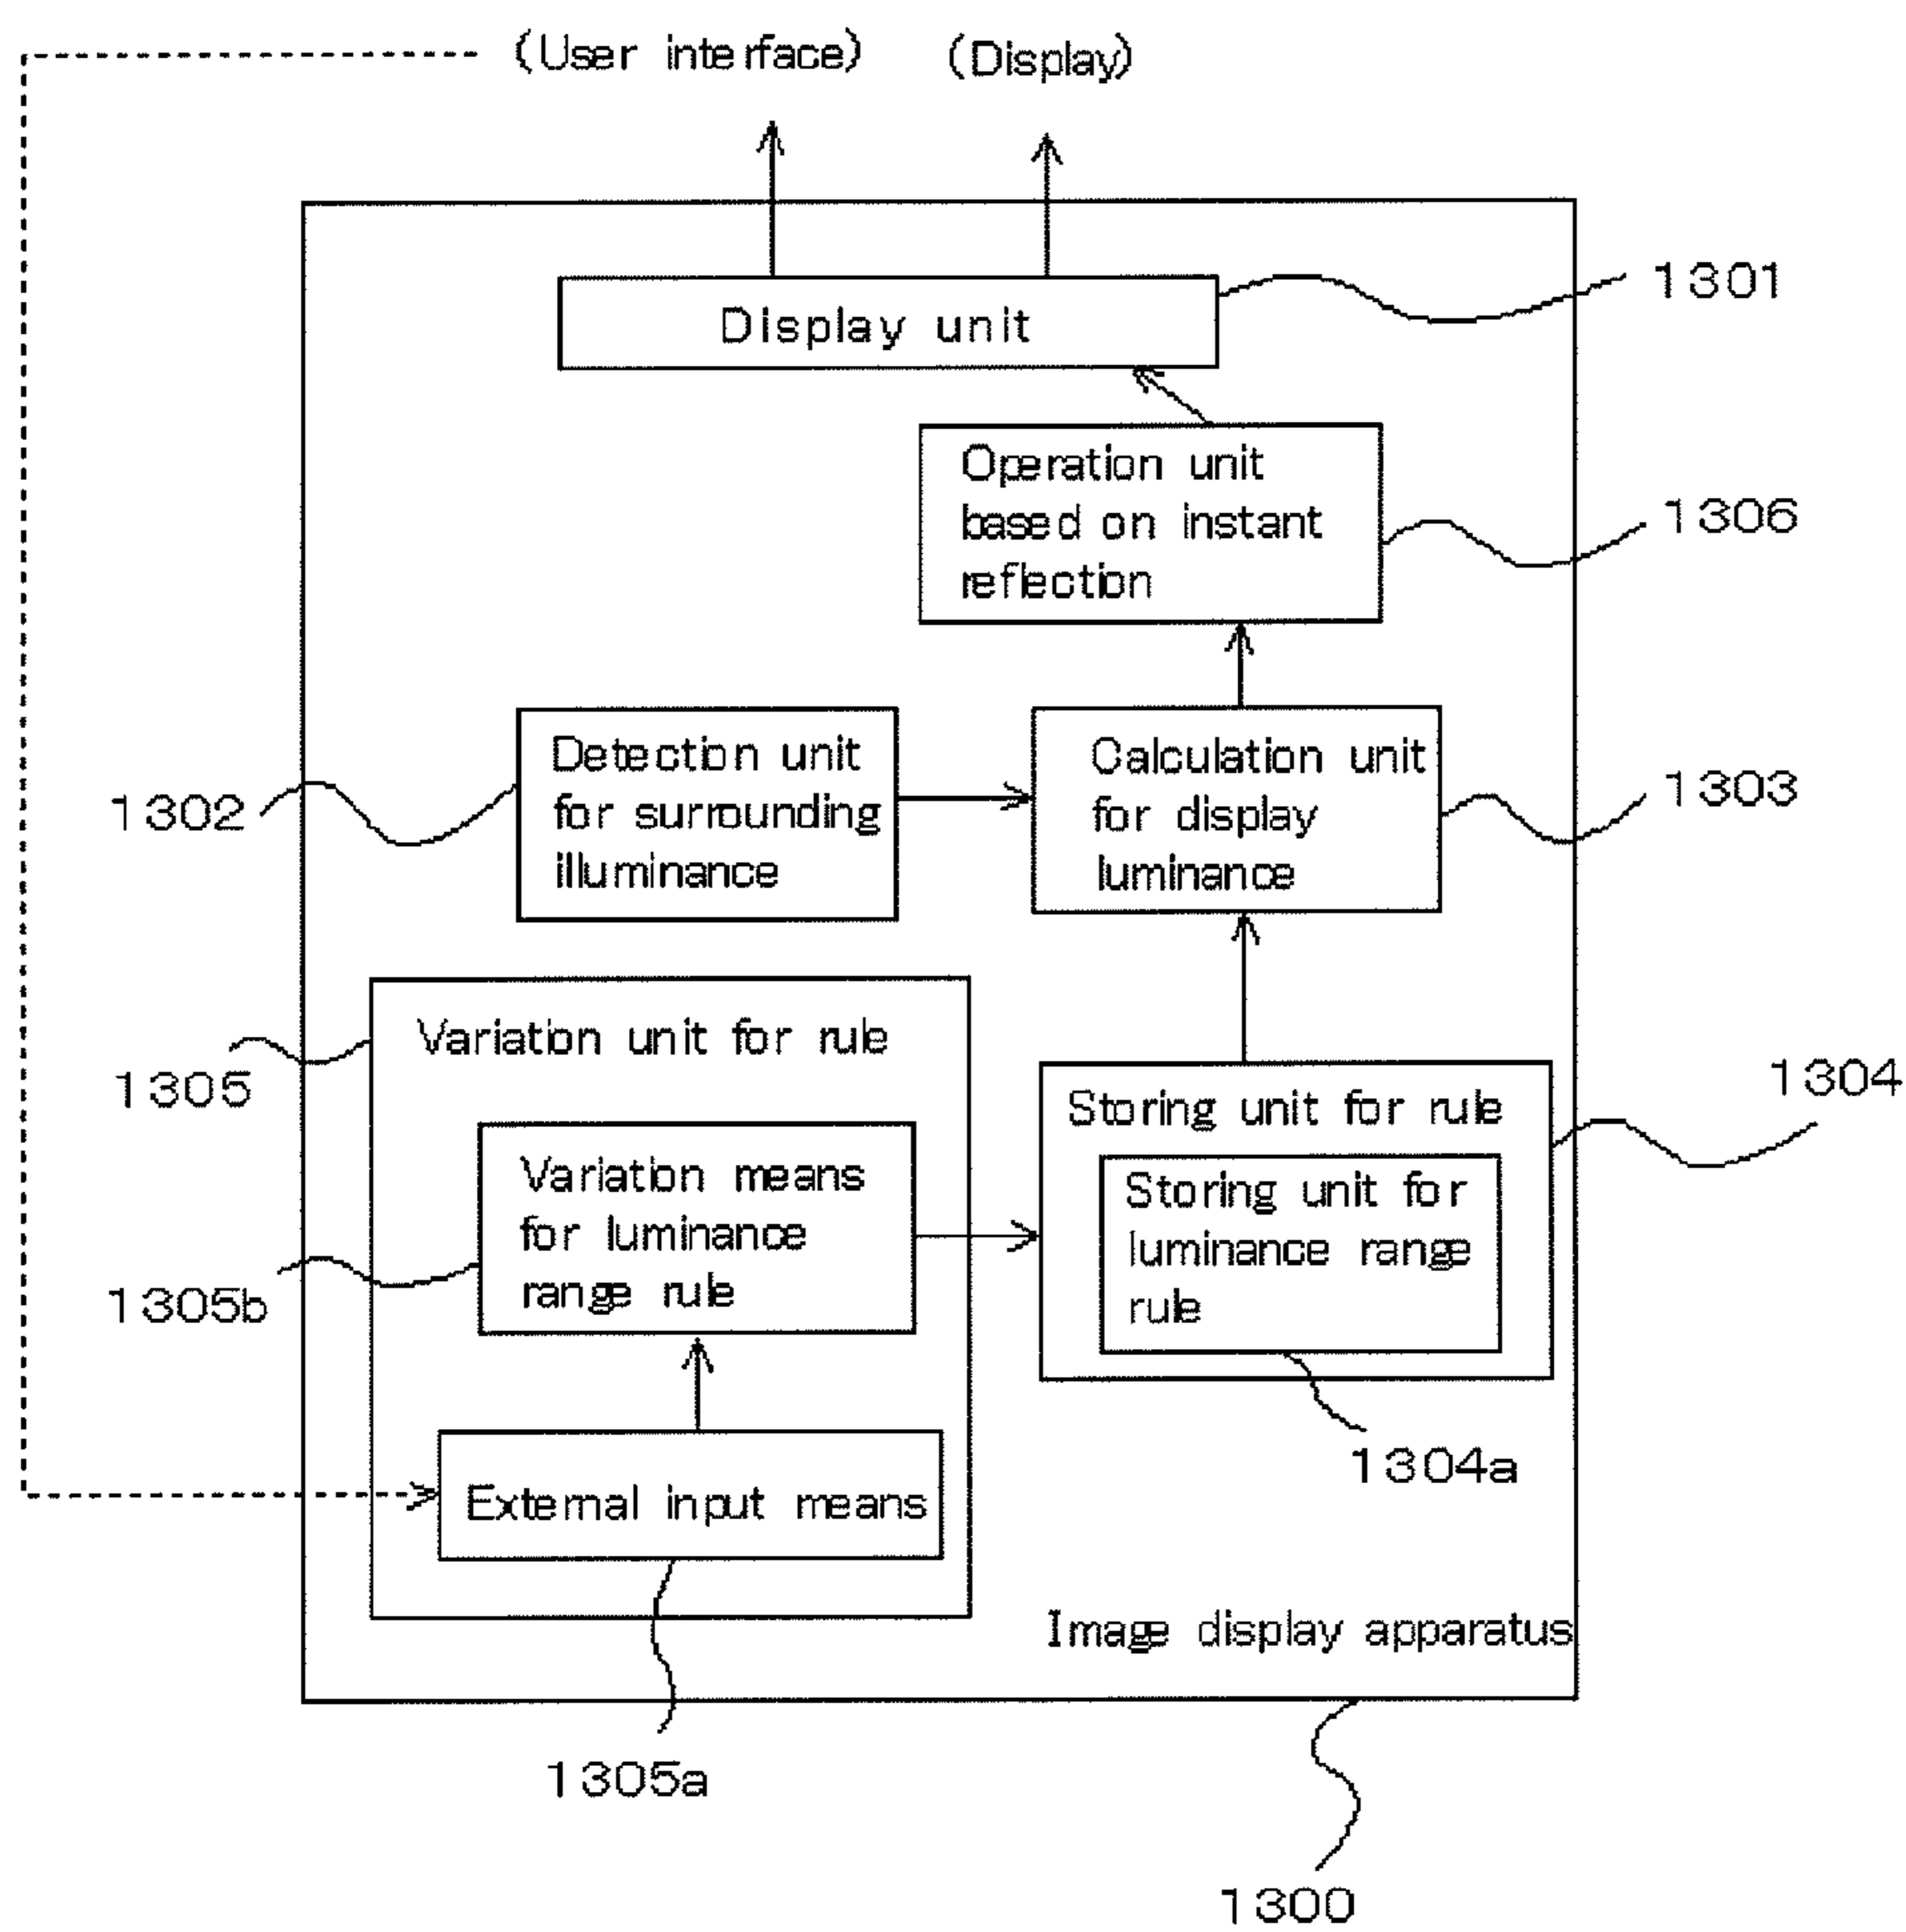 (User interface)
(Display)
Display unit
1301
Operation unit
based on instant
reflection
1306
Detection unit
for surrounding
illuminance
1302
Calculation unit
for display
luminance
1303
Variation unit for rule
1305
Variation means
for luminance
range rule
1305b
External input means
1305a
Storing unit for rule
1304
Storing unit for
luminance range
rule
1304a
Image display apparatus
1300